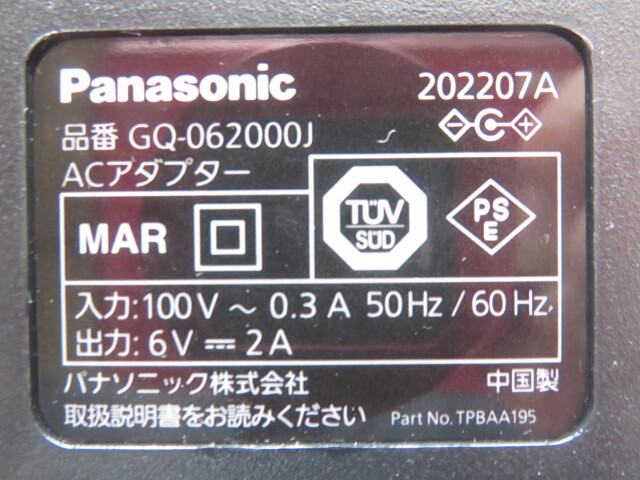 Panasonic 202207A
品番 GQ-062000J
ACアダプター
MAR TÜV SÜD PSE
入力:100V～ 0.3A 50Hz/60Hz
出力:6V⎓2A
パナソニック株式会社 中国製
取扱説明書をお読みください Part No. TPBAA195